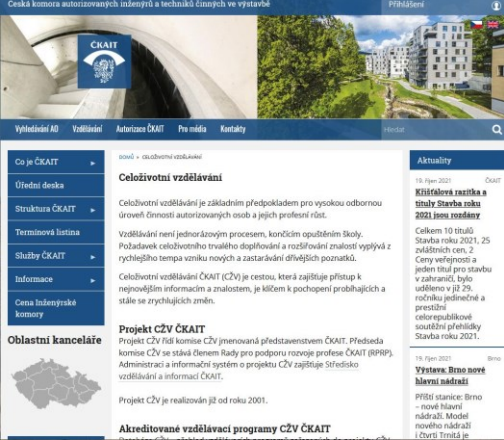 Česká komora autorizovaných inženýrů a techniků činných ve výstavbě
Přihlášení
ČKAIT
Vyhledávání AO Vzdělávání Autorizace ČKAIT Pro média Kontakty
Hledat
Co je ČKAIT
Úřední deska
Struktura ČKAIT
Termínová listina
Služby ČKAIT
Informace
Cena Inženýrské
komory
Oblastní kanceláře
DOMŮ » CELOŽIVOTNÍ VZDĚLÁVÁNÍ
Celoživotní vzdělávání
Celoživotní vzdělávání je základním předpokladem pro vysokou odbornou
úroveň činnosti autorizovaných osob a jejich profesní růst.
Vzdělávání není jednorázovým procesem, končícím opuštěním školy.
Požadavek celoživotního trvalého doplňování a rozšiřování znalostí vyplývá z
rychlejšího tempa vzniku nových a zastarávání dřívějších poznatků.
Celoživotní vzdělávání ČKAIT (CŽV) je cestou, která zajišťuje přístup k
nejnovějším informacím a znalostem, je klíčem k pochopení probíhajících a
stále se zrychlujících změn.
Projekt CŽV ČKAIT
Projekt CŽV řídí komise CŽV jmenovaná představenstvem ČKAIT. Předseda
komise CŽV se stává členem Rady pro podporu rozvoje profese ČKAIT (RPRP).
Administraci a informační systém o projektu CŽV zajišťuje Středisko
vzdělávání a informací ČKAIT.
Projekt CŽV je realizován již od roku 2001.
Akreditované vzdělávací programy CŽV ČKAIT
Aktuality
19. říjen 2021 ČKAIT
Křišťálová razítka a
tituly Stavba roku
2021 jsou rozdány
Celkem 10 titulů
Stavba roku 2021, 25
zvláštních cen, 2
Ceny veřejnosti a
jeden titul pro stavbu
v zahraničí, bylo
uděleno v již 29.
ročníku jedinečné a
prestižní
celorepublikové
soutěžní přehlídky
Stavba roku 2021.
19. říjen 2021 Brno
Výstava: Brno nové
hlavní nádraží
Příští stanice: Brno
– nové hlavní
nádraží. Model
nového nádraží
i čtvrti Trnitá je